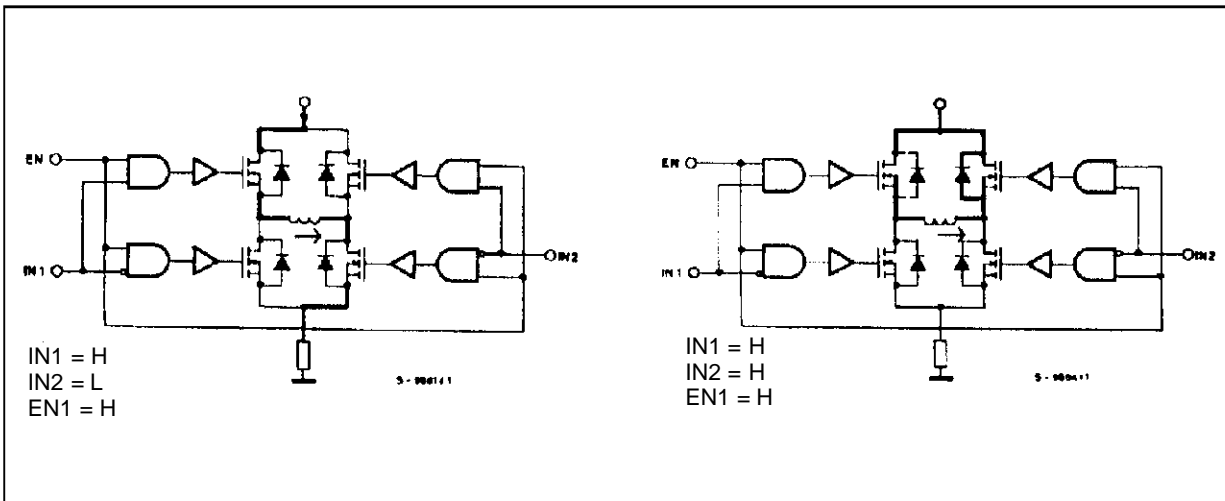 EN
IN1
IN2
IN1 = H
IN2 = L
EN1 = H
EN
IN1
IN2
IN1 = H
IN2 = H
EN1 = H